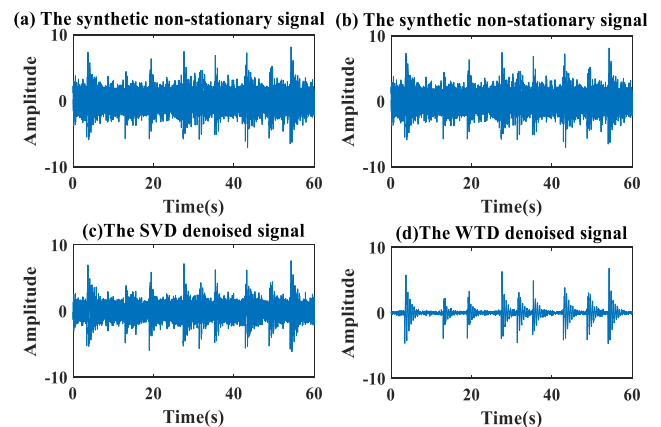 (a) The synthetic non-stationary signal
10
0
-10
Amplitude
0 20 40 60
Time(s)
(b) The synthetic non-stationary signal
10
0
-10
Amplitude
0 20 40 60
Time(s)
(c)The SVD denoised signal
10
0
-10
Amplitude
0 20 40 60
Time(s)
(d)The WTD denoised signal
10
0
-10
Amplitude
0 20 40 60
Time(s)